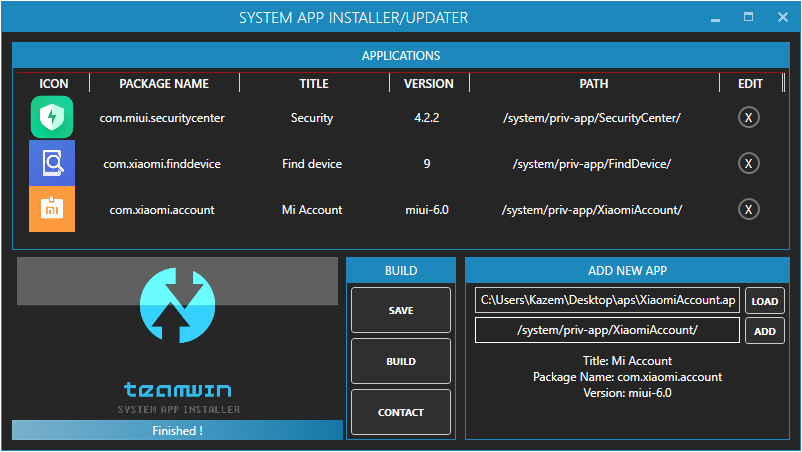 SYSTEM APP INSTALLER/UPDATER
APPLICATIONS
ICON PACKAGE NAME TITLE VERSION PATH EDIT
com.miui.securitycenter Security 4.2.2 /system/priv-app/SecurityCenter/ X
com.xiaomi.finddevice Find device 9 /system/priv-app/FindDevice/ X
mi com.xiaomi.account Mi Account miui-6.0 /system/priv-app/XiaomiAccount/ X
teamwin
SYSTEM APP INSTALLER
Finished !
BUILD
SAVE
BUILD
CONTACT
ADD NEW APP
C:\Users\Kazem\Desktop\aps\XiaomiAccount.ap LOAD
/system/priv-app/XiaomiAccount/ ADD
Title: Mi Account
Package Name: com.xiaomi.account
Version: miui-6.0